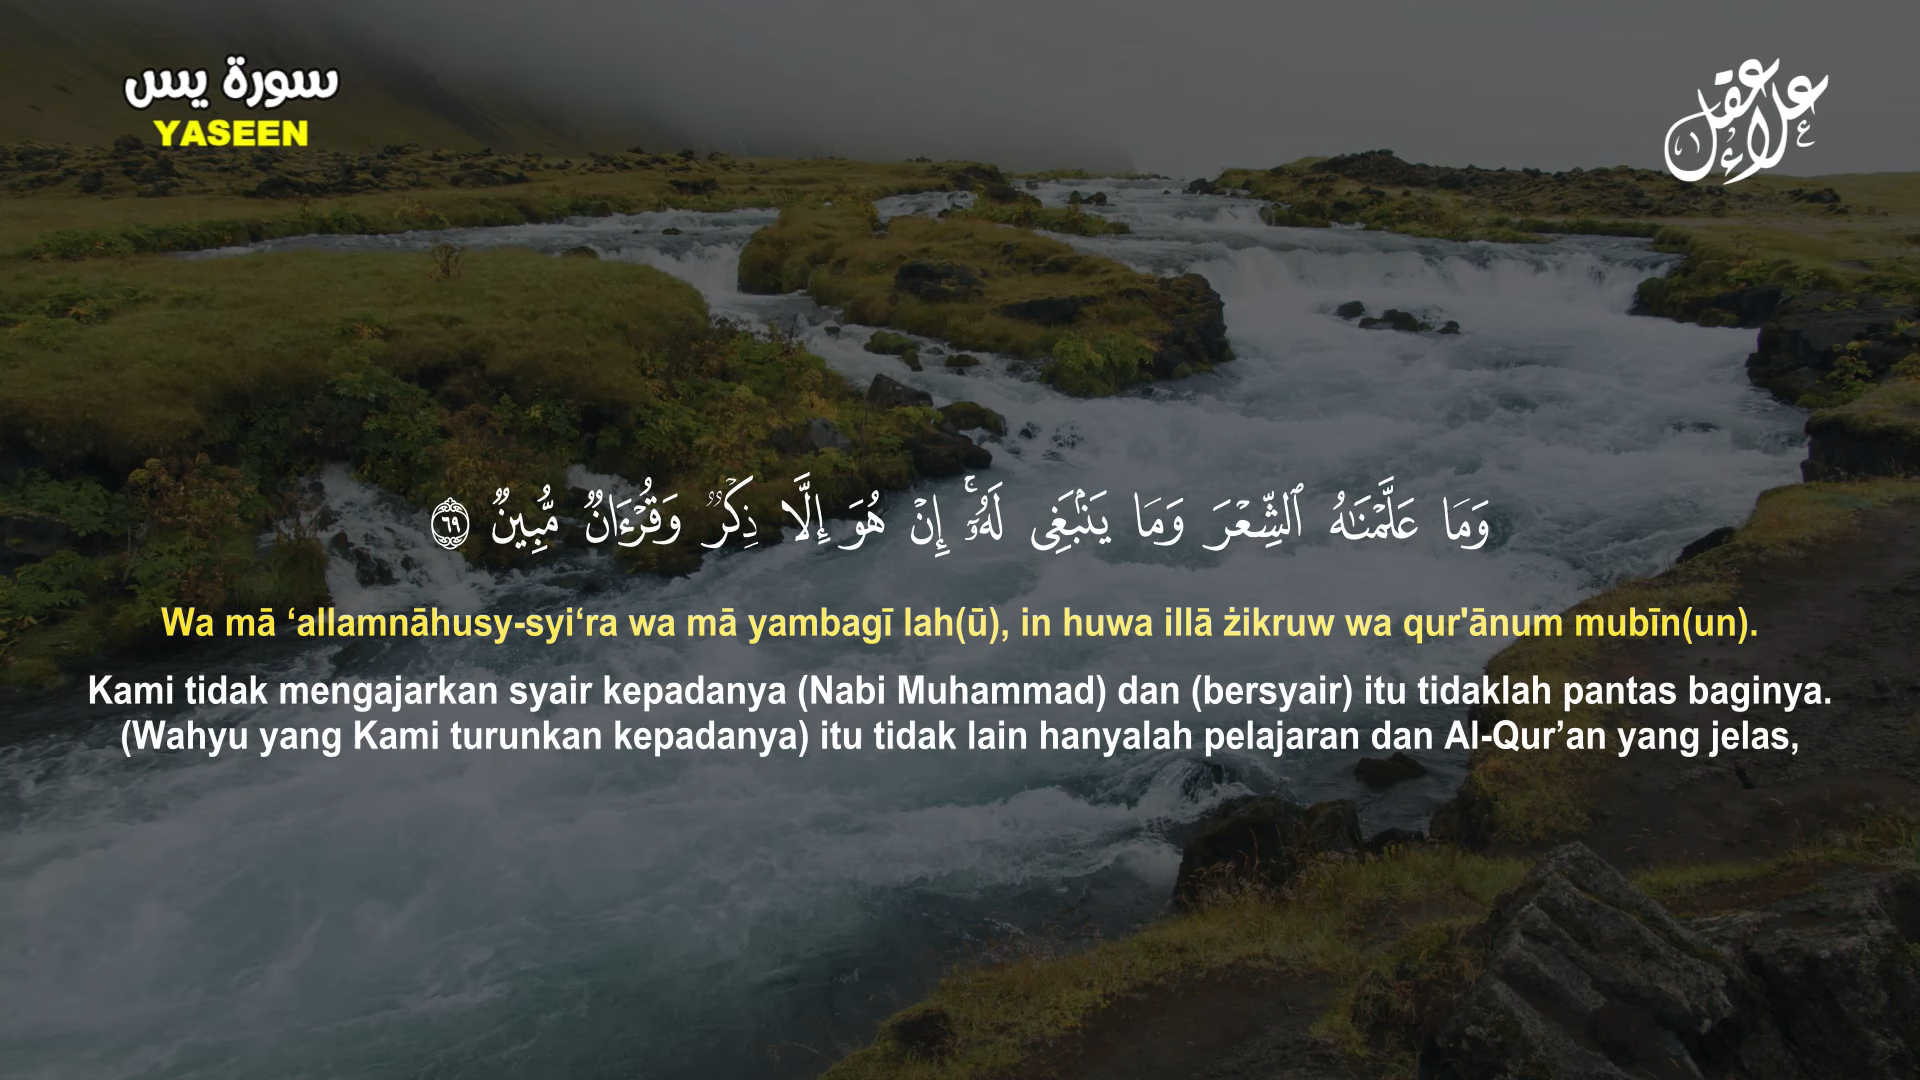 سورة يس
YASEEN
علاء عقل
وَمَا عَلَّمْنَـٰهُ ٱلشِّعْرَ وَمَا يَنۢبَغِى لَهُۥٓ ۚ إِنْ هُوَ إِلَّا ذِكْرٌ وَقُرْءَانٌ مُّبِينٌ ٦٩
Wa mā ‘allamnāhusy-syi‘ra wa mā yambagī lah(ū), in huwa illā żikruw wa qur'ānum mubīn(un).
Kami tidak mengajarkan syair kepadanya (Nabi Muhammad) dan (bersyair) itu tidaklah pantas baginya.
(Wahyu yang Kami turunkan kepadanya) itu tidak lain hanyalah pelajaran dan Al-Qur’an yang jelas,